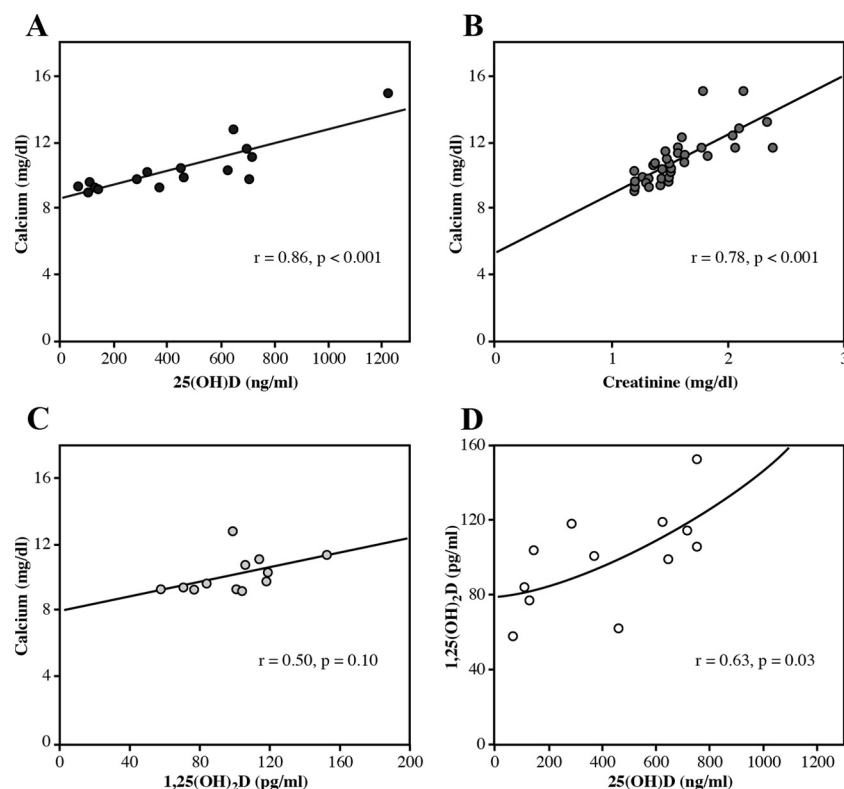 A
16
12
8
4
0
Calcium (mg/dl)
r = 0.86, p < 0.001
0 200 400 600 800 1000 1200
25(OH)D (ng/ml)
B
16
12
8
4
0
Calcium (mg/dl)
r = 0.78, p < 0.001
0 1 2 3
Creatinine (mg/dl)
C
16
12
8
4
0
Calcium (mg/dl)
r = 0.50, p = 0.10
0 40 80 120 160 200
1,25(OH)₂D (pg/ml)
D
160
120
80
40
0
1,25(OH)₂D (pg/ml)
r = 0.63, p = 0.03
0 200 400 600 800 1000 1200
25(OH)D (ng/ml)